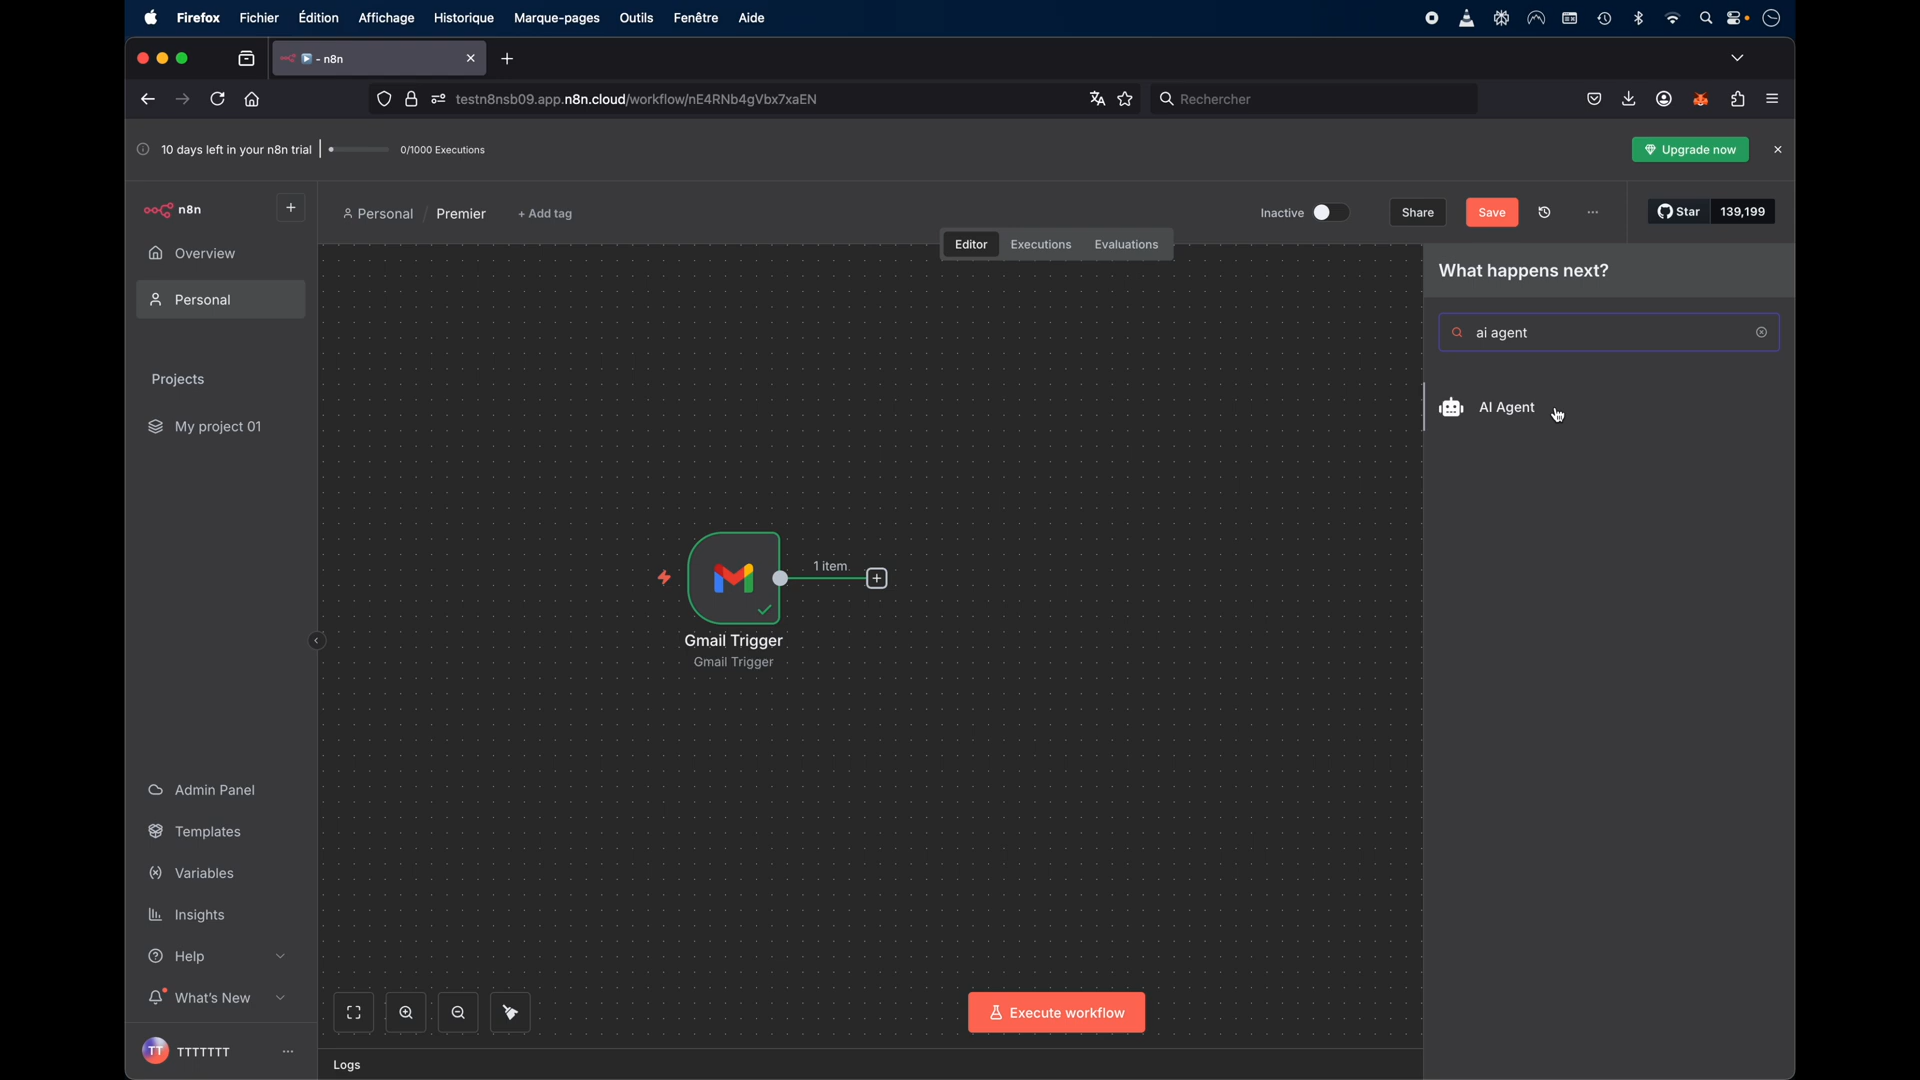 Firefox Fichier Édition Affichage Historique Marque-pages Outils Fenêtre Aide
- n8n
testn8nsb09.app.n8n.cloud/workflow/nE4RNb4gVbx7xaEN
Rechercher
10 days left in your n8n trial
0/1000 Executions
Upgrade now
n8n
Personal / Premier
+ Add tag
Inactive
Share
Save
Star
139,199
Editor
Executions
Evaluations
Overview
Personal
Projects
My project 01
What happens next?
ai agent
AI Agent
1 item
Gmail Trigger
Gmail Trigger
Admin Panel
Templates
Variables
Insights
Help
What's New
TT
TTTTTTT
Execute workflow
Logs